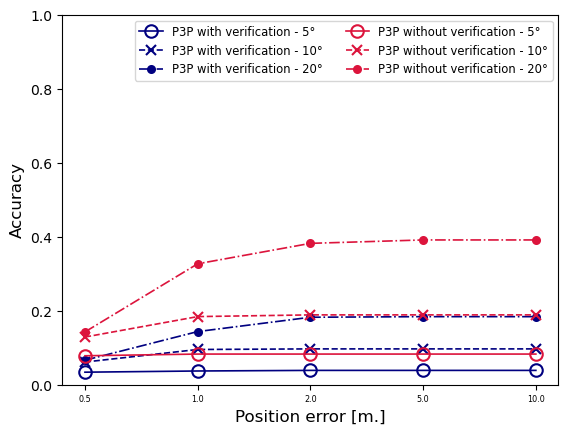 P3P with verification - 5°
P3P with verification - 10°
P3P with verification - 20°
P3P without verification - 5°
P3P without verification - 10°
P3P without verification - 20°
1.0
0.8
0.6
0.4
0.2
0.0
Accuracy
0.5 1.0 2.0 5.0 10.0
Position error [m.]